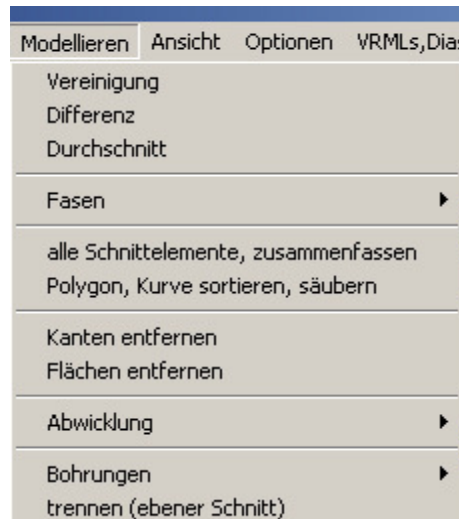 Modellieren Ansicht Optionen VRMLs,Dia
Vereinigung
Differenz
Durchschnitt
Fasen
alle Schnittelemente, zusammenfassen
Polygon, Kurve sortieren, säubern
Kanten entfernen
Flächen entfernen
Abwicklung
Bohrungen
trennen (ebener Schnitt)